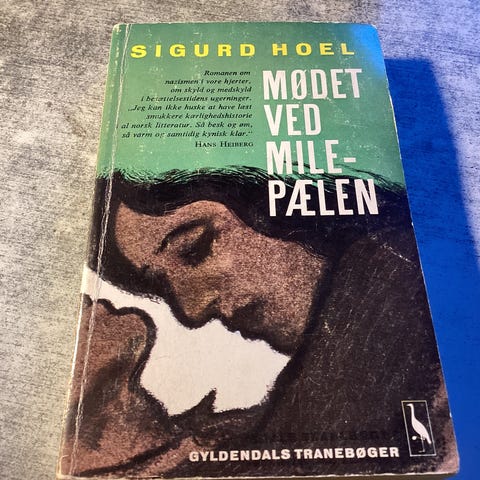 SIGURD HOEL
Romanen om
nazismen i vore hjerter,
om skyld og medskyld
i besættelsestidens ugerninger.
„Jeg kan ikke huske at have læst
smukkere kærlighedshistorie
al norsk litteratur. Så besk og øm,
så varm og samtidig kynisk klar.“
HANS HEIBERG
MØDET
VED
MILE-
PÆLEN
GYLDENDALS TRANEBØGER